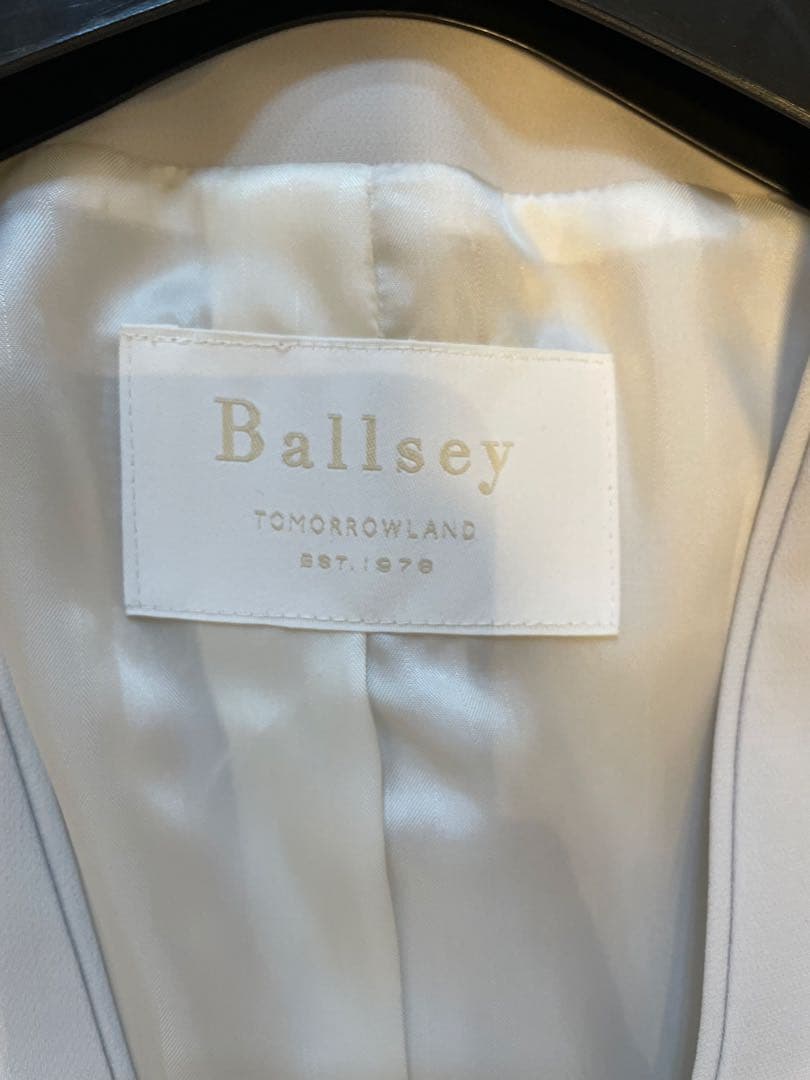 Ballsey
TOMORROWLAND
EST. 1978